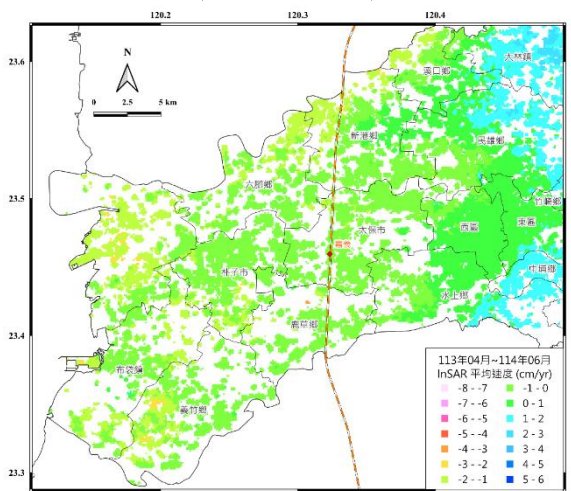 120.2
120.3
120.4
23.6
N
0 2.5 5 km
大林鎮
溪口鄉
新港鄉
民雄鄉
23.5
六腳鄉
竹崎鄉
太保市
西區
東區
嘉義
朴子市
中埔鄉
水上鄉
鹿草鄉
23.4
布袋鎮
義竹鄉
23.3
113年04月~114年06月
InSAR 平均速度 (cm/yr)
-8 - -7
-7 - -6
-6 - -5
-5 - -4
-4 - -3
-3 - -2
-2 - -1
-1 - 0
0 - 1
1 - 2
2 - 3
3 - 4
4 - 5
5 - 6